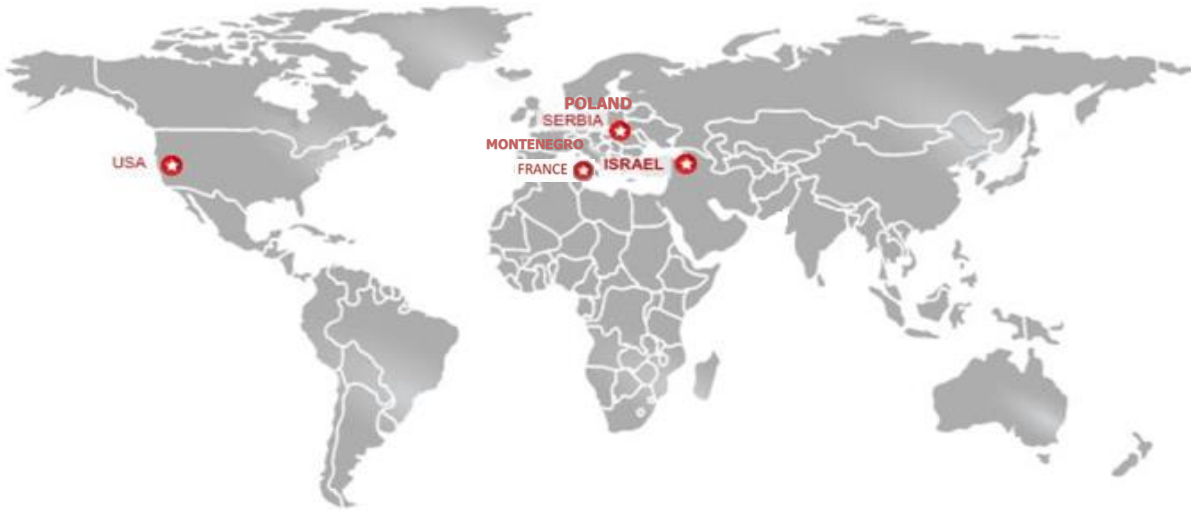 POLAND
SERBIA
MONTENEGRO
USA
FRANCE
ISRAEL